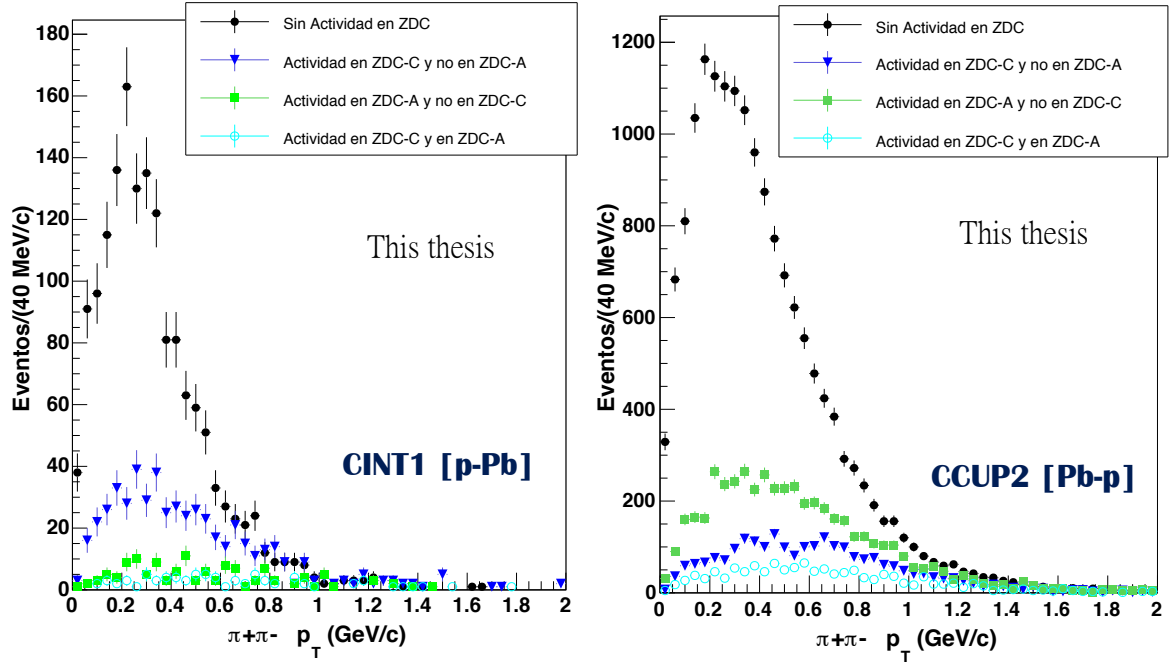 Sin Actividad en ZDC
Actividad en ZDC-C y no en ZDC-A
Actividad en ZDC-A y no en ZDC-C
Actividad en ZDC-C y en ZDC-A
This thesis
CINT1 [p-Pb]
Eventos/(40 MeV/c)
180
160
140
120
100
80
60
40
20
0
0 0.2 0.4 0.6 0.8 1 1.2 1.4 1.6 1.8 2
π+π- p_T (GeV/c)
Sin Actividad en ZDC
Actividad en ZDC-C y no en ZDC-A
Actividad en ZDC-A y no en ZDC-C
Actividad en ZDC-C y en ZDC-A
This thesis
CCUP2 [Pb-p]
Eventos/(40 MeV/c)
1200
1000
800
600
400
200
0
0 0.2 0.4 0.6 0.8 1 1.2 1.4 1.6 1.8 2
π+π- p_T (GeV/c)